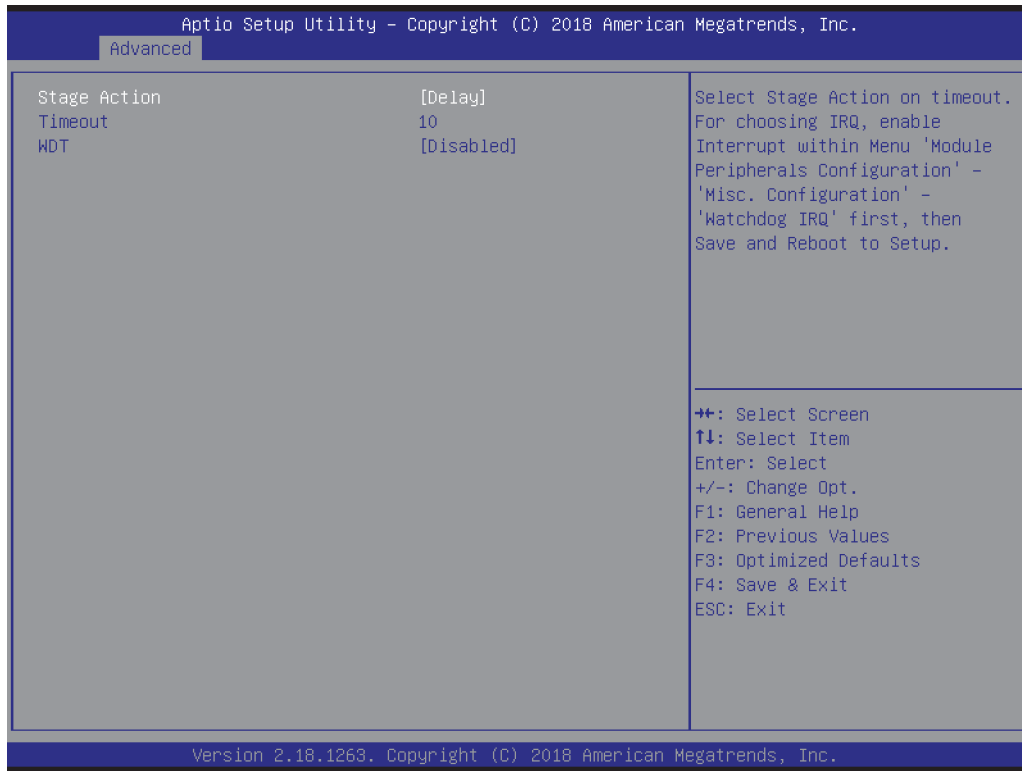 Aptio Setup Utility – Copyright (C) 2018 American Megatrends, Inc.
Advanced
Stage Action [Delay]
Timeout 10
WDT [Disabled]
Select Stage Action on timeout.
For choosing IRQ, enable
Interrupt within Menu 'Module
Peripherals Configuration' –
'Misc. Configuration' –
'Watchdog IRQ' first, then
Save and Reboot to Setup.
→←: Select Screen
↑↓: Select Item
Enter: Select
+/-: Change Opt.
F1: General Help
F2: Previous Values
F3: Optimized Defaults
F4: Save & Exit
ESC: Exit
Version 2.18.1263. Copyright (C) 2018 American Megatrends, Inc.